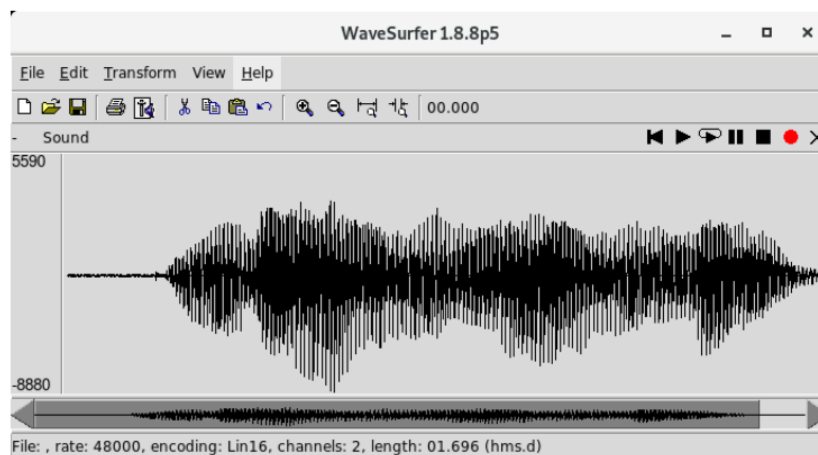 WaveSurfer 1.8.8p5
File Edit Transform View Help
00.000
- Sound
5590
-8880
File: , rate: 48000, encoding: Lin16, channels: 2, length: 01.696 (hms.d)